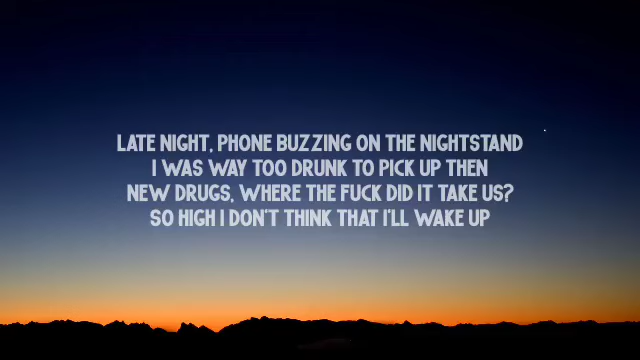 LATE NIGHT, PHONE BUZZING ON THE NIGHTSTAND
I WAS WAY TOO DRUNK TO PICK UP THEN
NEW DRUGS, WHERE THE FUCK DID IT TAKE US?
SO HIGH I DON'T THINK THAT I'LL WAKE UP